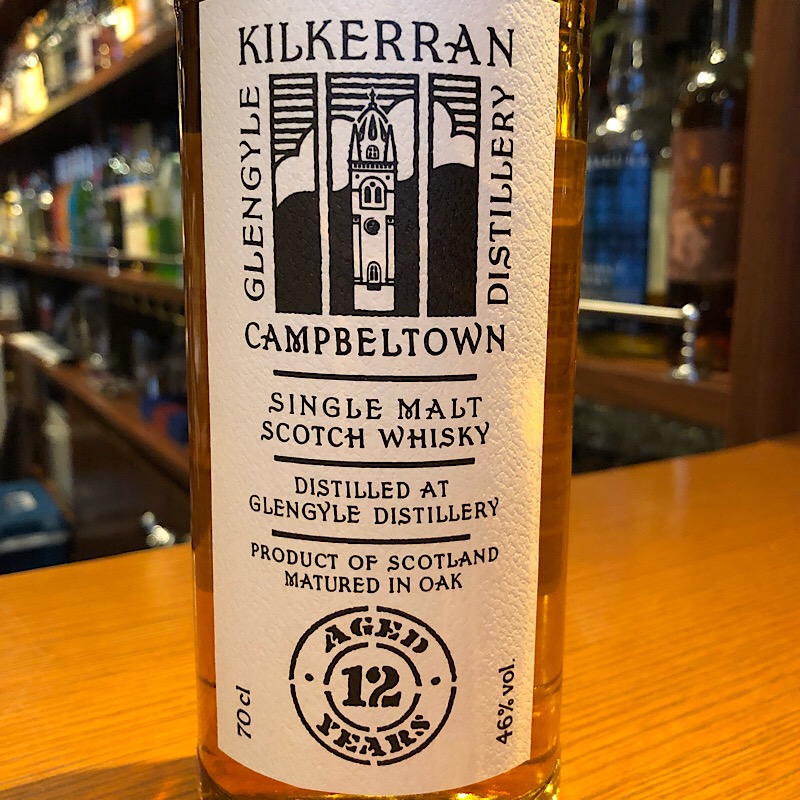 KILKERRAN
GLENGYLE
DISTILLERY
CAMPBELTOWN
SINGLE MALT
SCOTCH WHISKY
DISTILLED AT
GLENGYLE DISTILLERY
PRODUCT OF SCOTLAND
MATURED IN OAK
AGED
12
YEARS
70cl
46% vol.